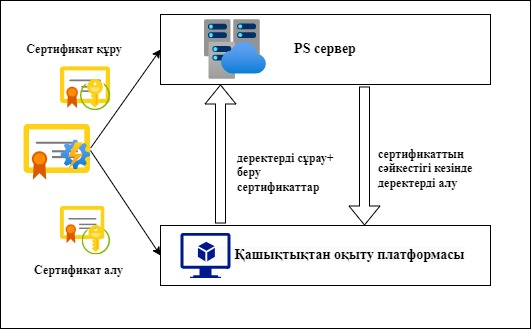 Сертификат құру
PS сервер
деректерді сұрау+
беру
сертификаттар
сертификаттың
сәйкестігі кезінде
деректерді алу
Қашықтықтан оқыту платформасы
Сертификат алу